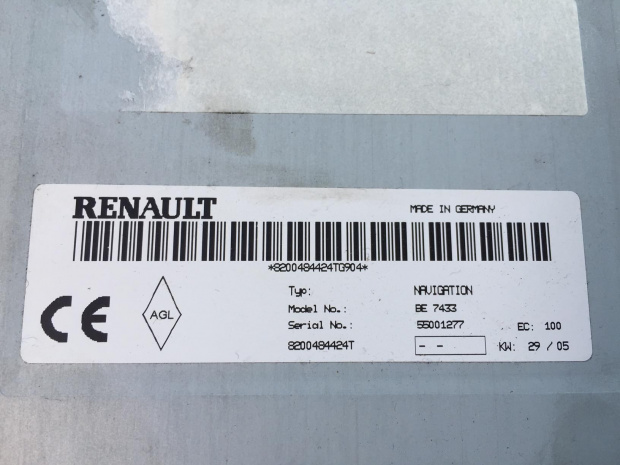 RENAULT MADE IN GERMANY
*8200484424TG904*
Typ: NAVIGATION
CE AGL Model No.: BE 7433
Serial No.: 55001277 EC: 100
8200484424T - - KW: 29 / 05